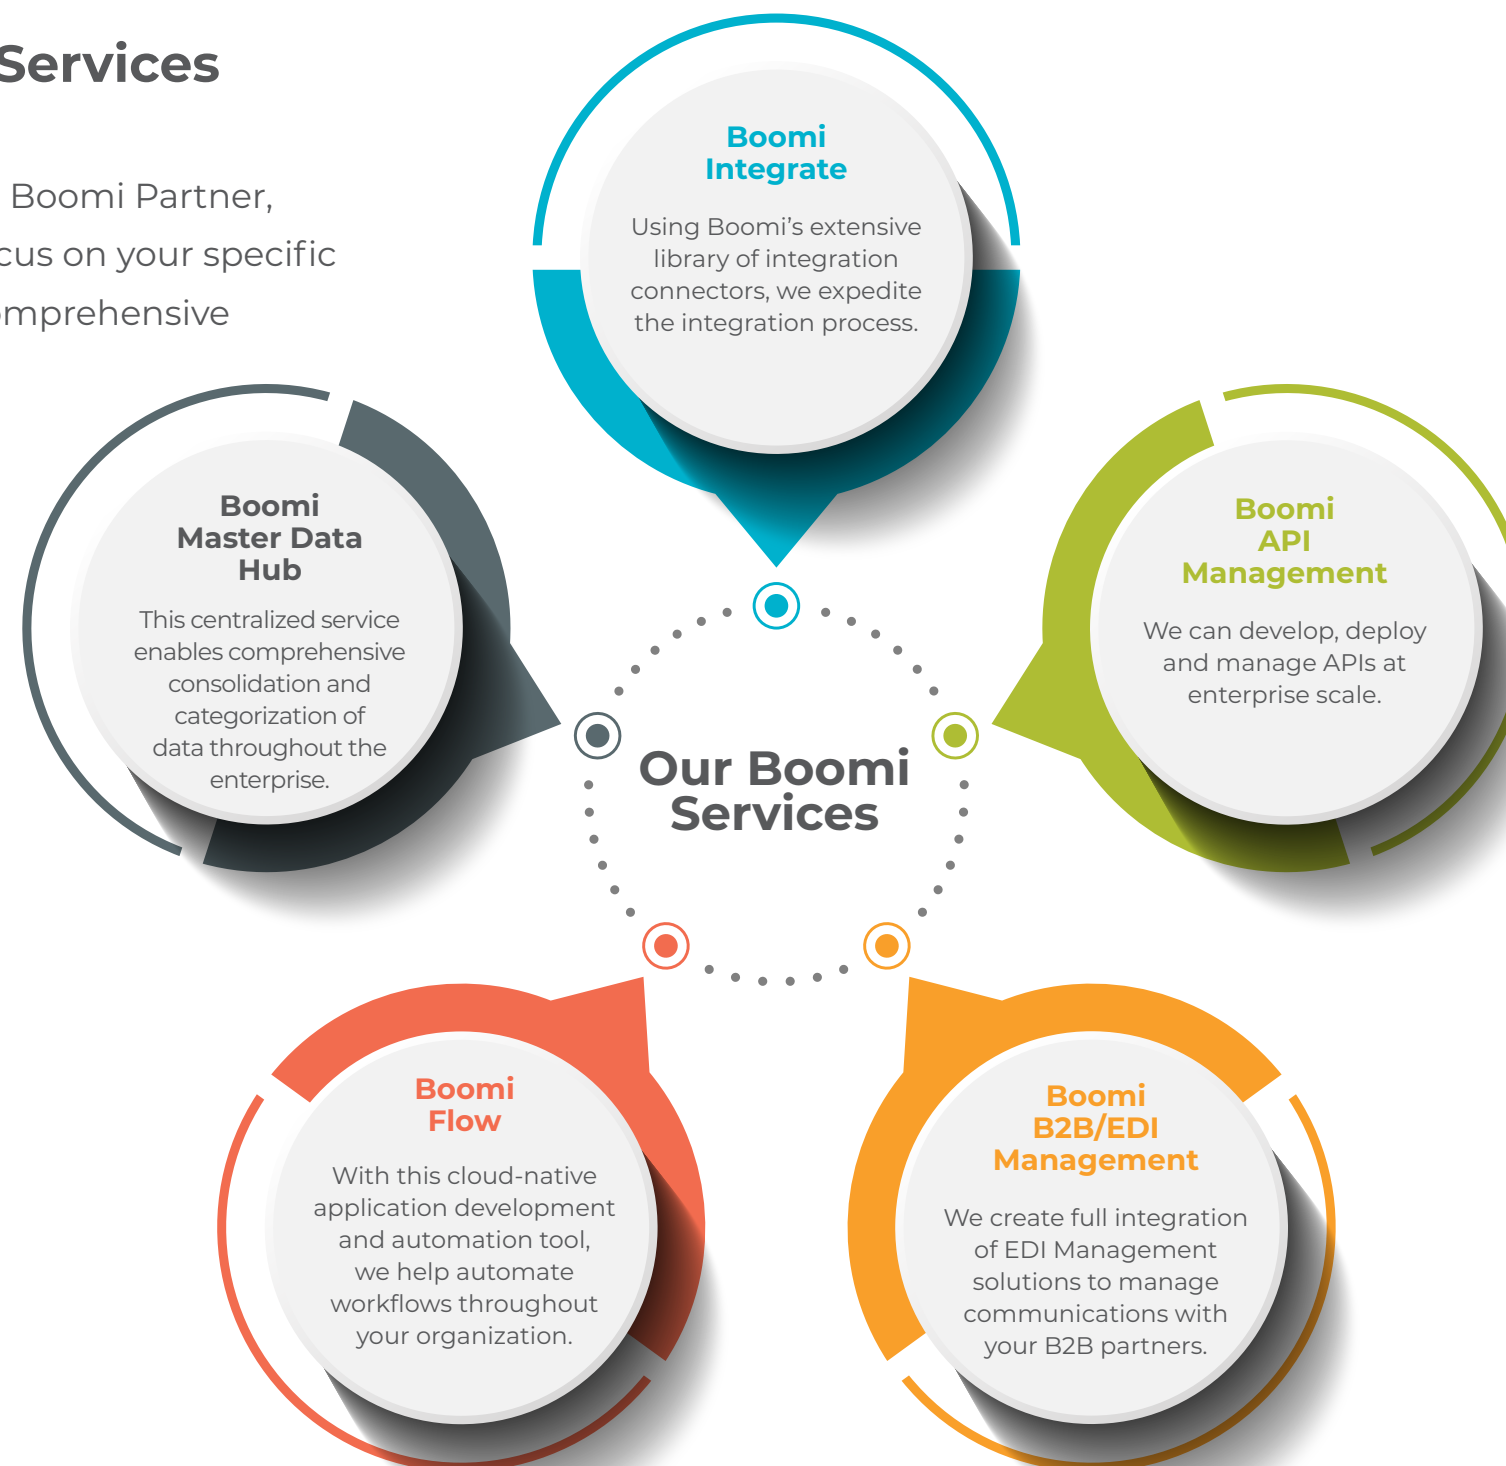 Services
Boomi Partner,
cus on your specific
omprehensive
Boomi
Integrate
Using Boomi’s extensive
library of integration
connectors, we expedite
the integration process.
Boomi
Master Data
Hub
This centralized service
enables comprehensive
consolidation and
categorization of
data throughout the
enterprise.
Boomi
API
Management
We can develop, deploy
and manage APIs at
enterprise scale.
Our Boomi
Services
Boomi
Flow
With this cloud-native
application development
and automation tool,
we help automate
workflows throughout
your organization.
Boomi
B2B/EDI
Management
We create full integration
of EDI Management
solutions to manage
communications with
your B2B partners.